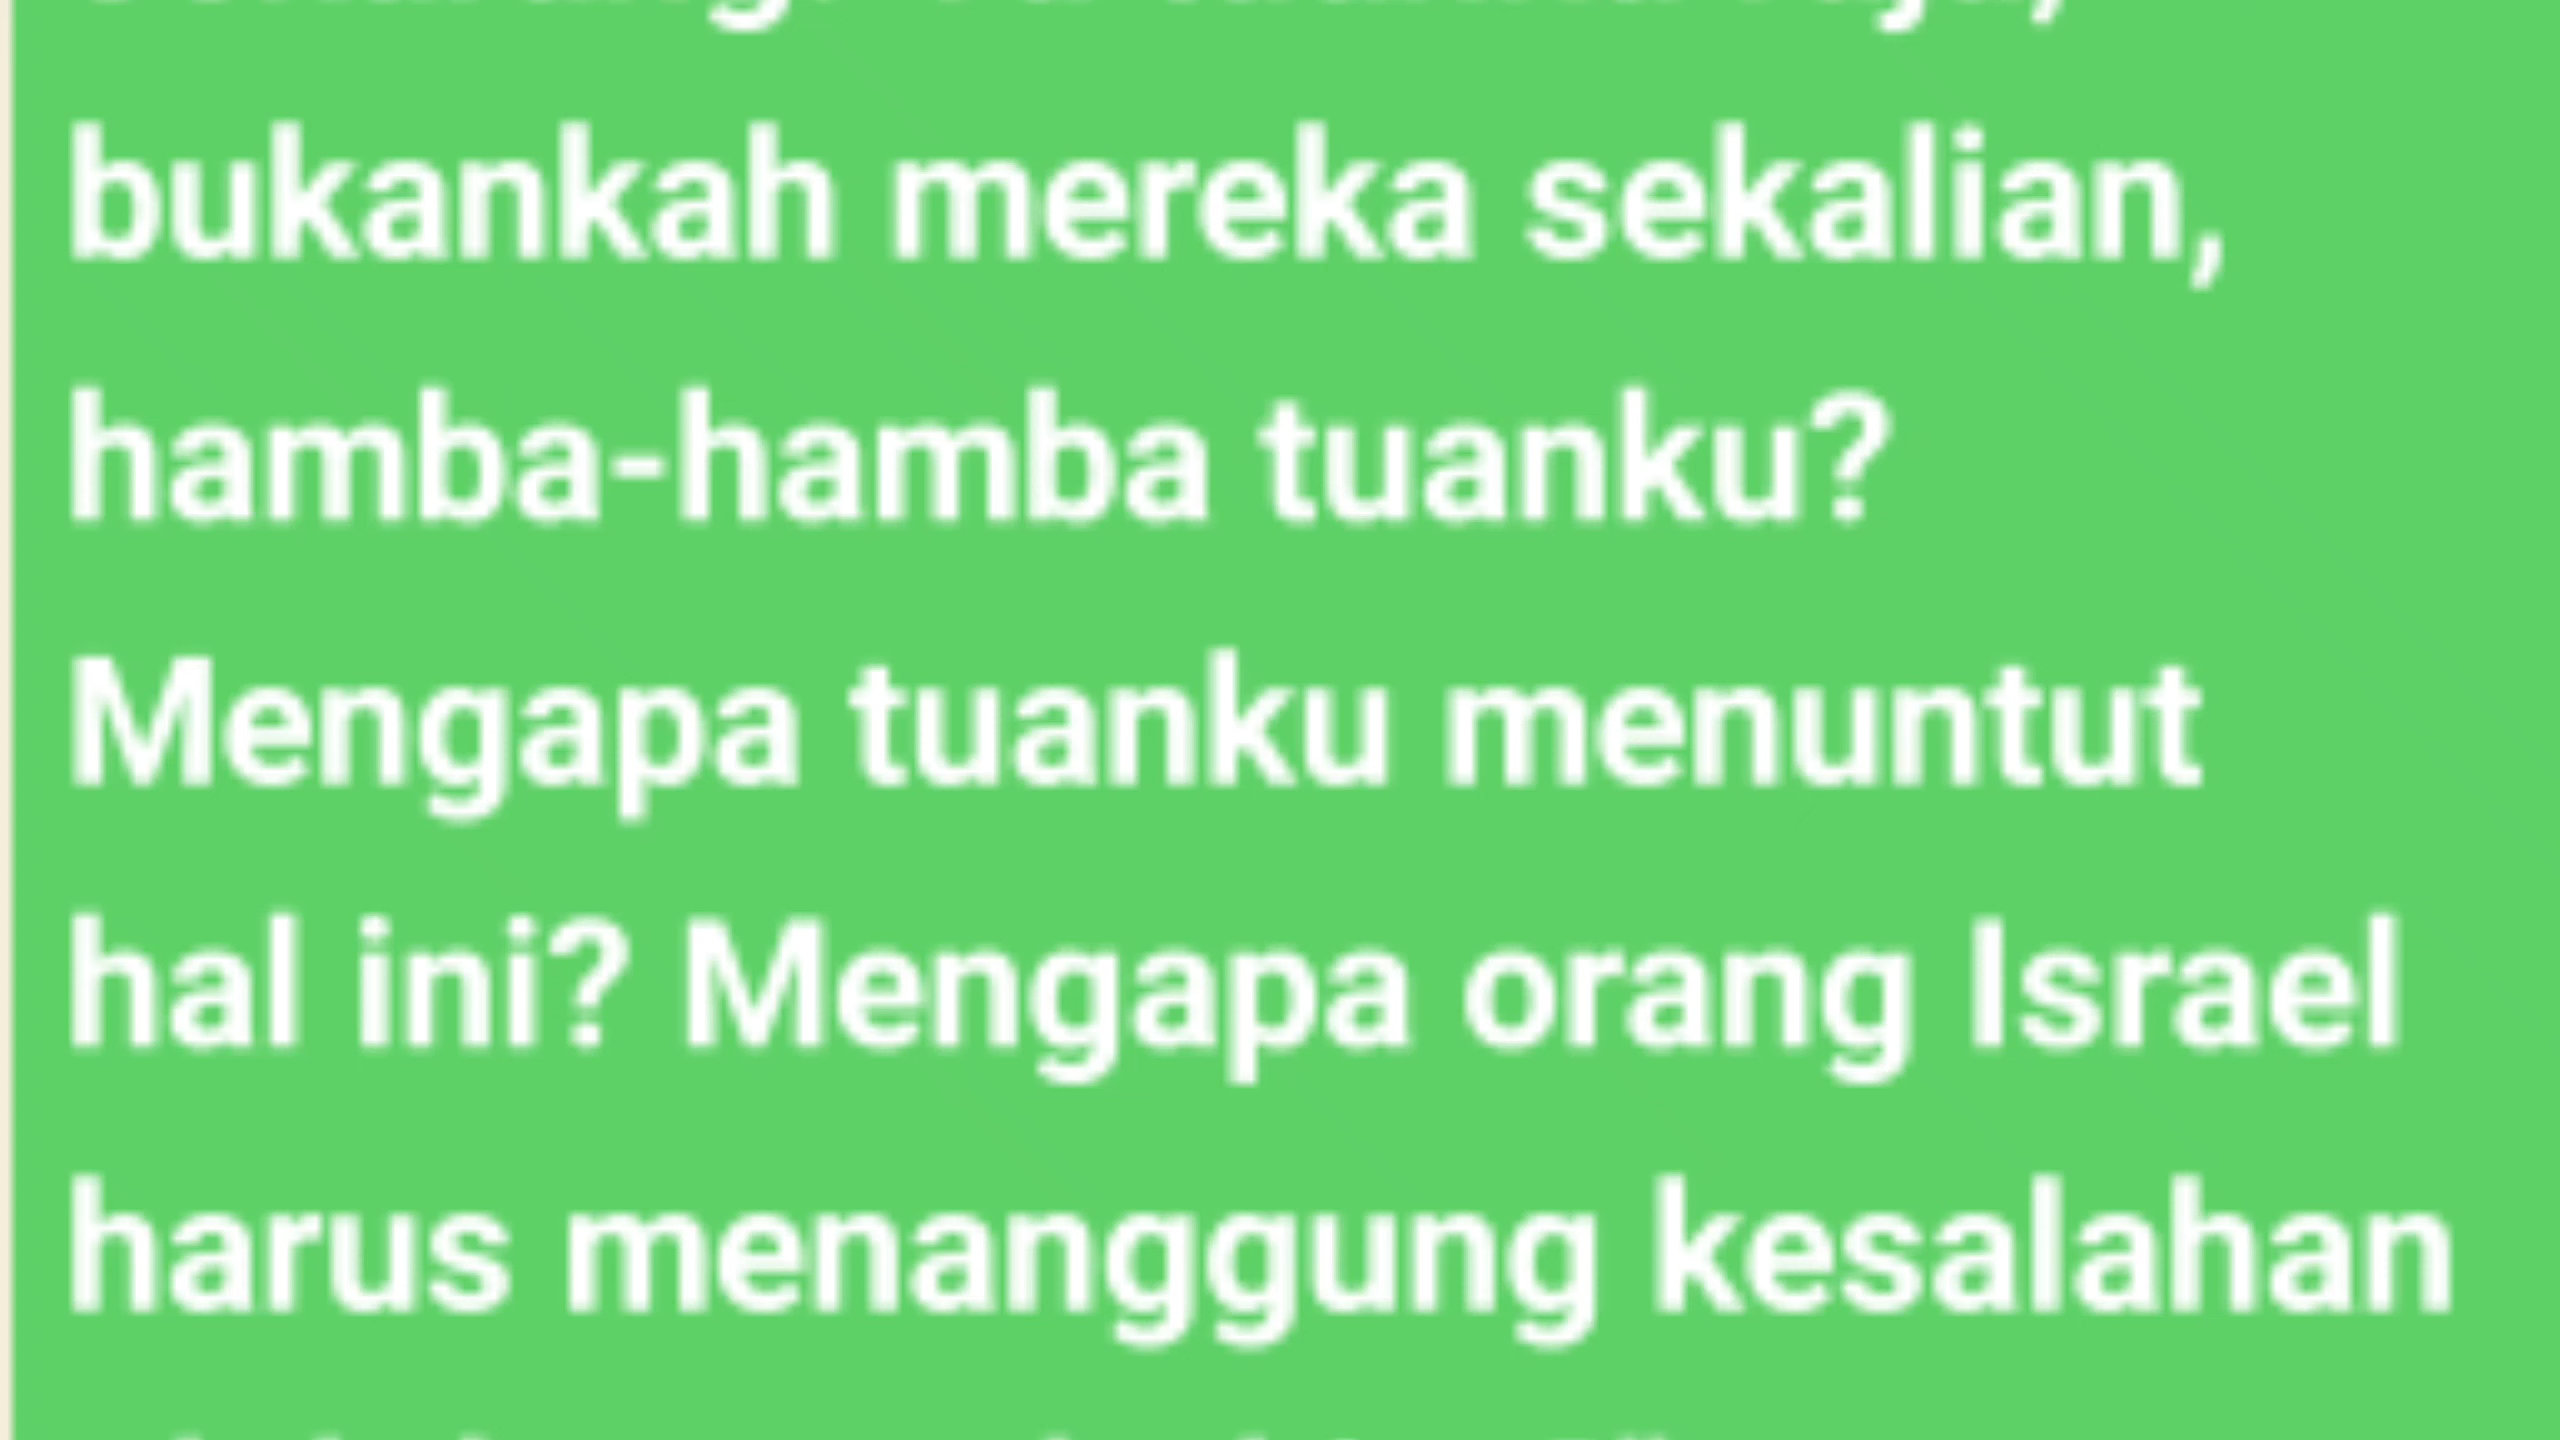 bukankah mereka sekalian,
hamba-hamba tuanku?
Mengapa tuanku menuntut
hal ini? Mengapa orang Israel
harus menanggung kesalahan